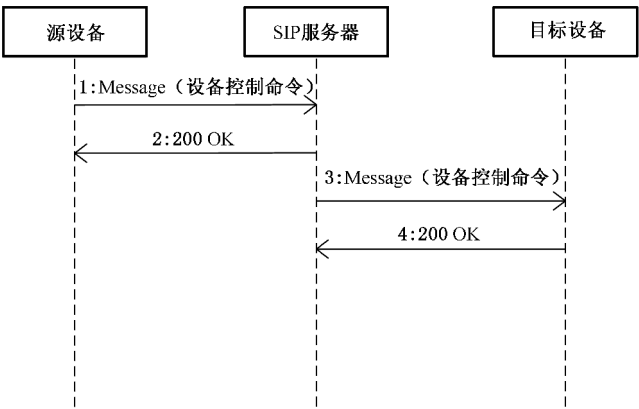 源设备
SIP服务器
目标设备
1:Message（设备控制命令）
2:200 OK
3:Message（设备控制命令）
4:200 OK